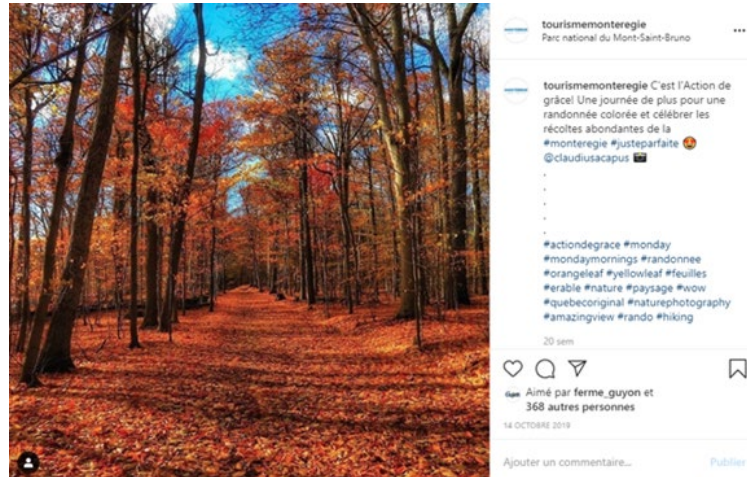 tourismemonteregie
Parc national du Mont-Saint-Bruno
tourismemonteregie C'est l'Action de
grâce! Une journée de plus pour une
randonnée colorée et célébrer les
récoltes abondantes de la
#monteregie #justeparfaite 🤩
@claudiusacapus 📸
.
.
.
.
.
#actiondegrace #monday
#mondaymornings #randonnee
#orangeleaf #yellowleaf #feuilles
#erable #nature #paysage #wow
#quebecoriginal #naturephotography
#amazingview #rando #hiking
20 sem
Aimé par ferme_guyon et
368 autres personnes
14 OCTOBRE 2019
Ajouter un commentaire... Publier